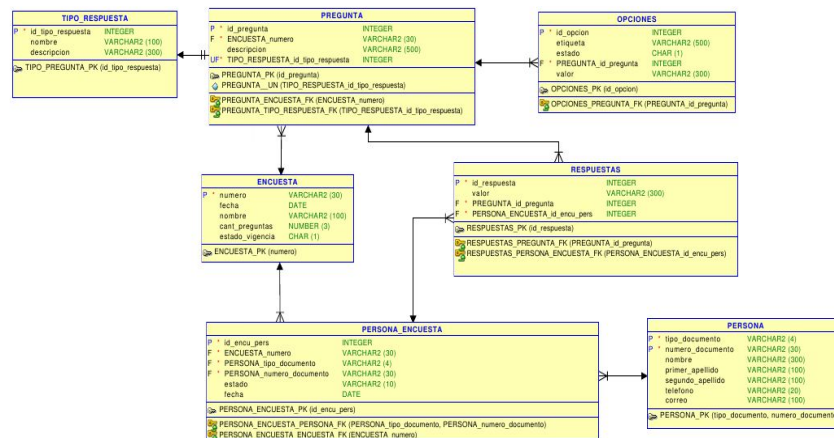 TIPO_RESPUESTA
P * id_tipo_respuesta INTEGER
nombre VARCHAR2 (100)
descripcion VARCHAR2 (300)
TIPO_PREGUNTA_PK (id_tipo_respuesta)
PREGUNTA
P * id_pregunta INTEGER
F * ENCUESTA_numero VARCHAR2 (30)
descripcion VARCHAR2 (500)
UF* TIPO_RESPUESTA_id_tipo_respuesta INTEGER
PREGUNTA_PK (id_pregunta)
PREGUNTA__UN (TIPO_RESPUESTA_id_tipo_respuesta)
PREGUNTA_ENCUESTA_FK (ENCUESTA_numero)
PREGUNTA_TIPO_RESPUESTA_FK (TIPO_RESPUESTA_id_tipo_respuesta)
OPCIONES
P * id_opcion INTEGER
etiqueta VARCHAR2 (500)
estado CHAR (1)
F * PREGUNTA_id_pregunta INTEGER
valor VARCHAR2 (300)
OPCIONES_PK (id_opcion)
OPCIONES_PREGUNTA_FK (PREGUNTA_id_pregunta)
ENCUESTA
P * numero VARCHAR2 (30)
fecha DATE
nombre VARCHAR2 (100)
cant_preguntas NUMBER (3)
estado_vigencia CHAR (1)
ENCUESTA_PK (numero)
RESPUESTAS
P * id_respuesta INTEGER
valor VARCHAR2 (300)
F * PREGUNTA_id_pregunta INTEGER
F * PERSONA_ENCUESTA_id_encu_pers INTEGER
RESPUESTAS_PK (id_respuesta)
RESPUESTAS_PREGUNTA_FK (PREGUNTA_id_pregunta)
RESPUESTAS_PERSONA_ENCUESTA_FK (PERSONA_ENCUESTA_id_encu_pers)
PERSONA_ENCUESTA
P * id_encu_pers INTEGER
F * ENCUESTA_numero VARCHAR2 (30)
F * PERSONA_tipo_documento VARCHAR2 (4)
F * PERSONA_numero_documento VARCHAR2 (30)
estado VARCHAR2 (10)
fecha DATE
PERSONA_ENCUESTA_PK (id_encu_pers)
PERSONA_ENCUESTA_PERSONA_FK (PERSONA_tipo_documento, PERSONA_numero_documento)
PERSONA_ENCUESTA_ENCUESTA_FK (ENCUESTA_numero)
PERSONA
P * tipo_documento VARCHAR2 (4)
P * numero_documento VARCHAR2 (30)
nombre VARCHAR2 (300)
primer_apellido VARCHAR2 (100)
segundo_apellido VARCHAR2 (100)
telefono VARCHAR2 (20)
correo VARCHAR2 (100)
PERSONA_PK (tipo_documento, numero_documento